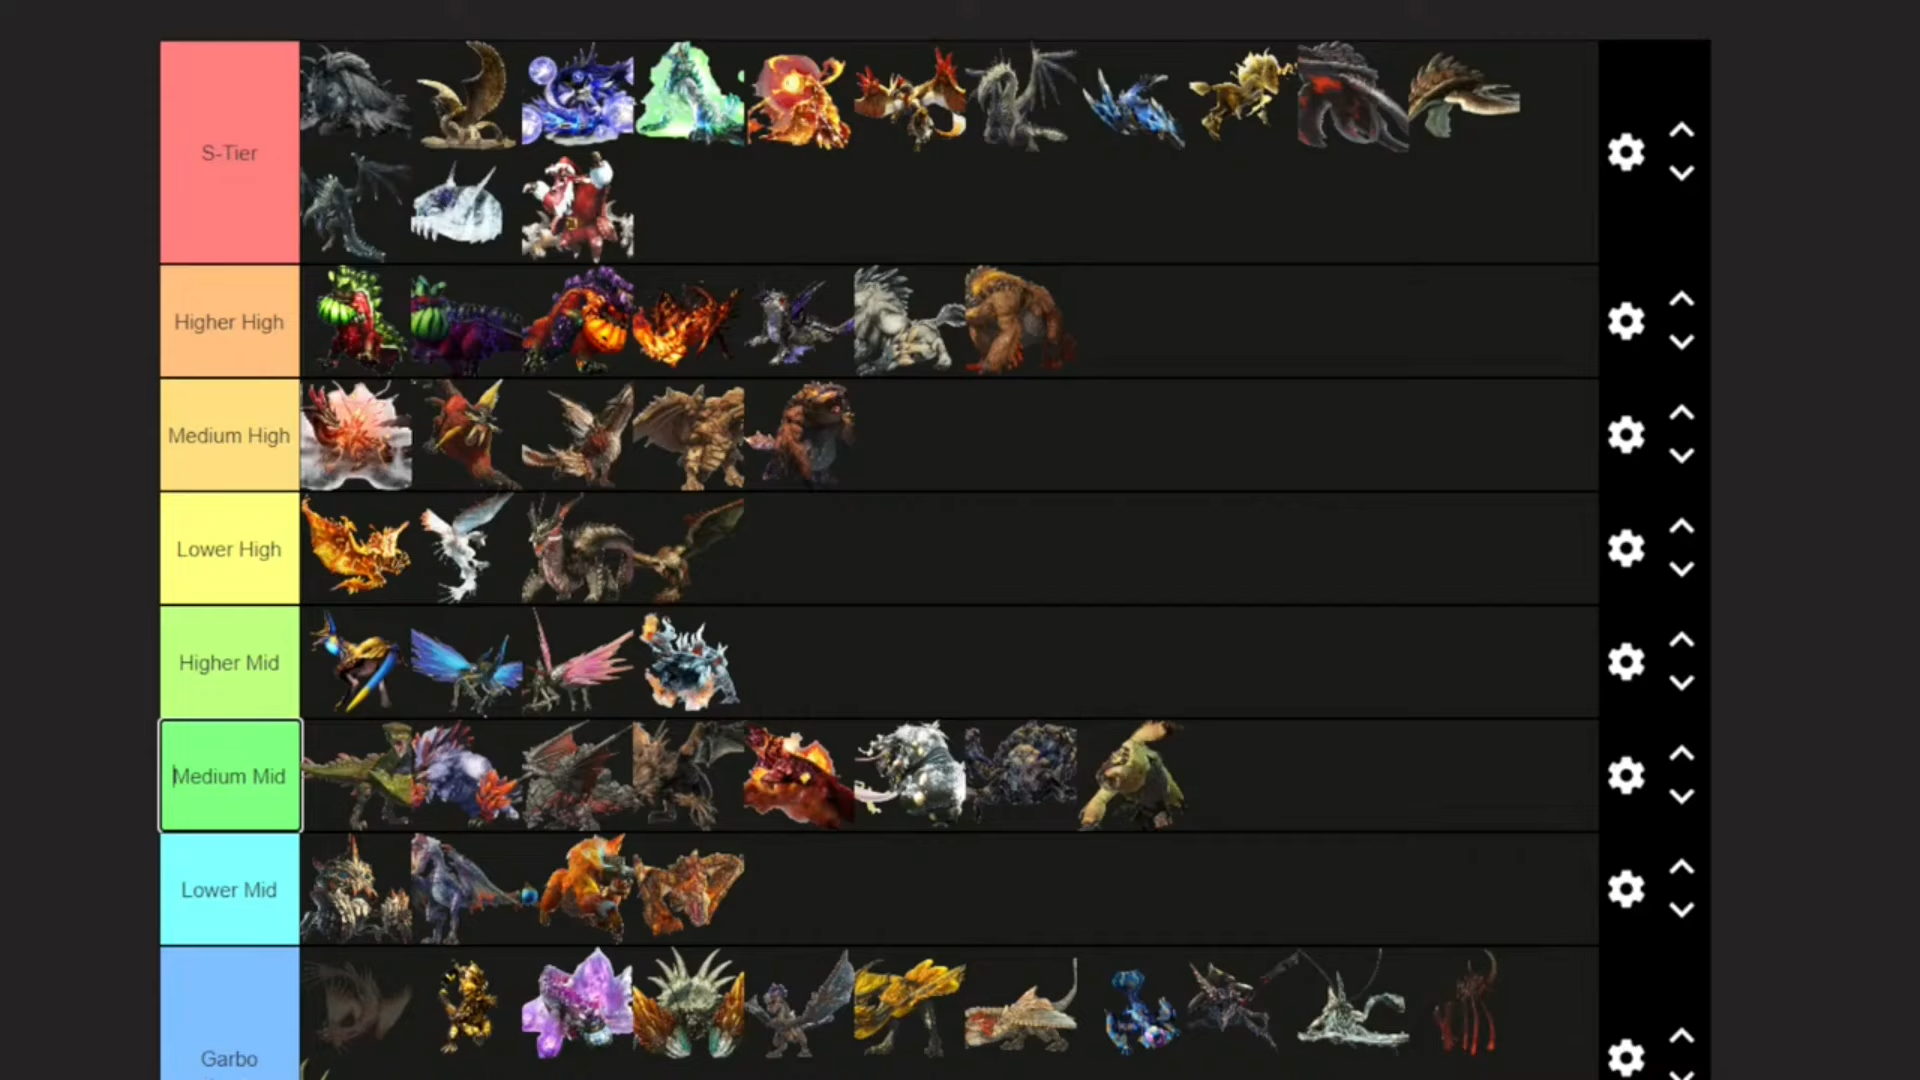 S-Tier
Higher High
Medium High
Lower High
Higher Mid
Medium Mid
Lower Mid
Garbo